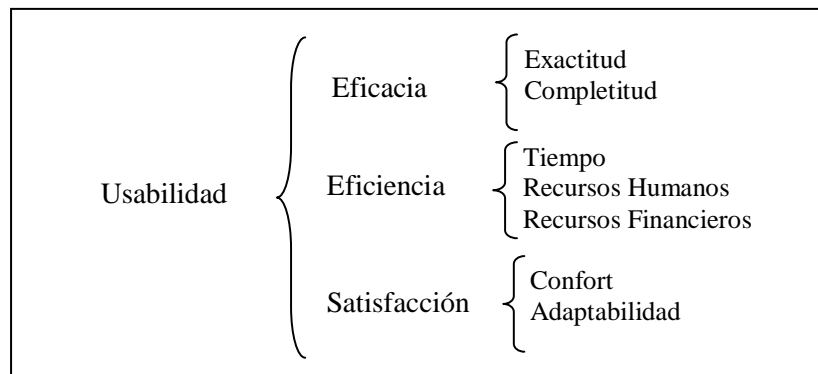 Usabilidad
Eficacia
Exactitud
Completitud
Eficiencia
Tiempo
Recursos Humanos
Recursos Financieros
Satisfacción
Confort
Adaptabilidad